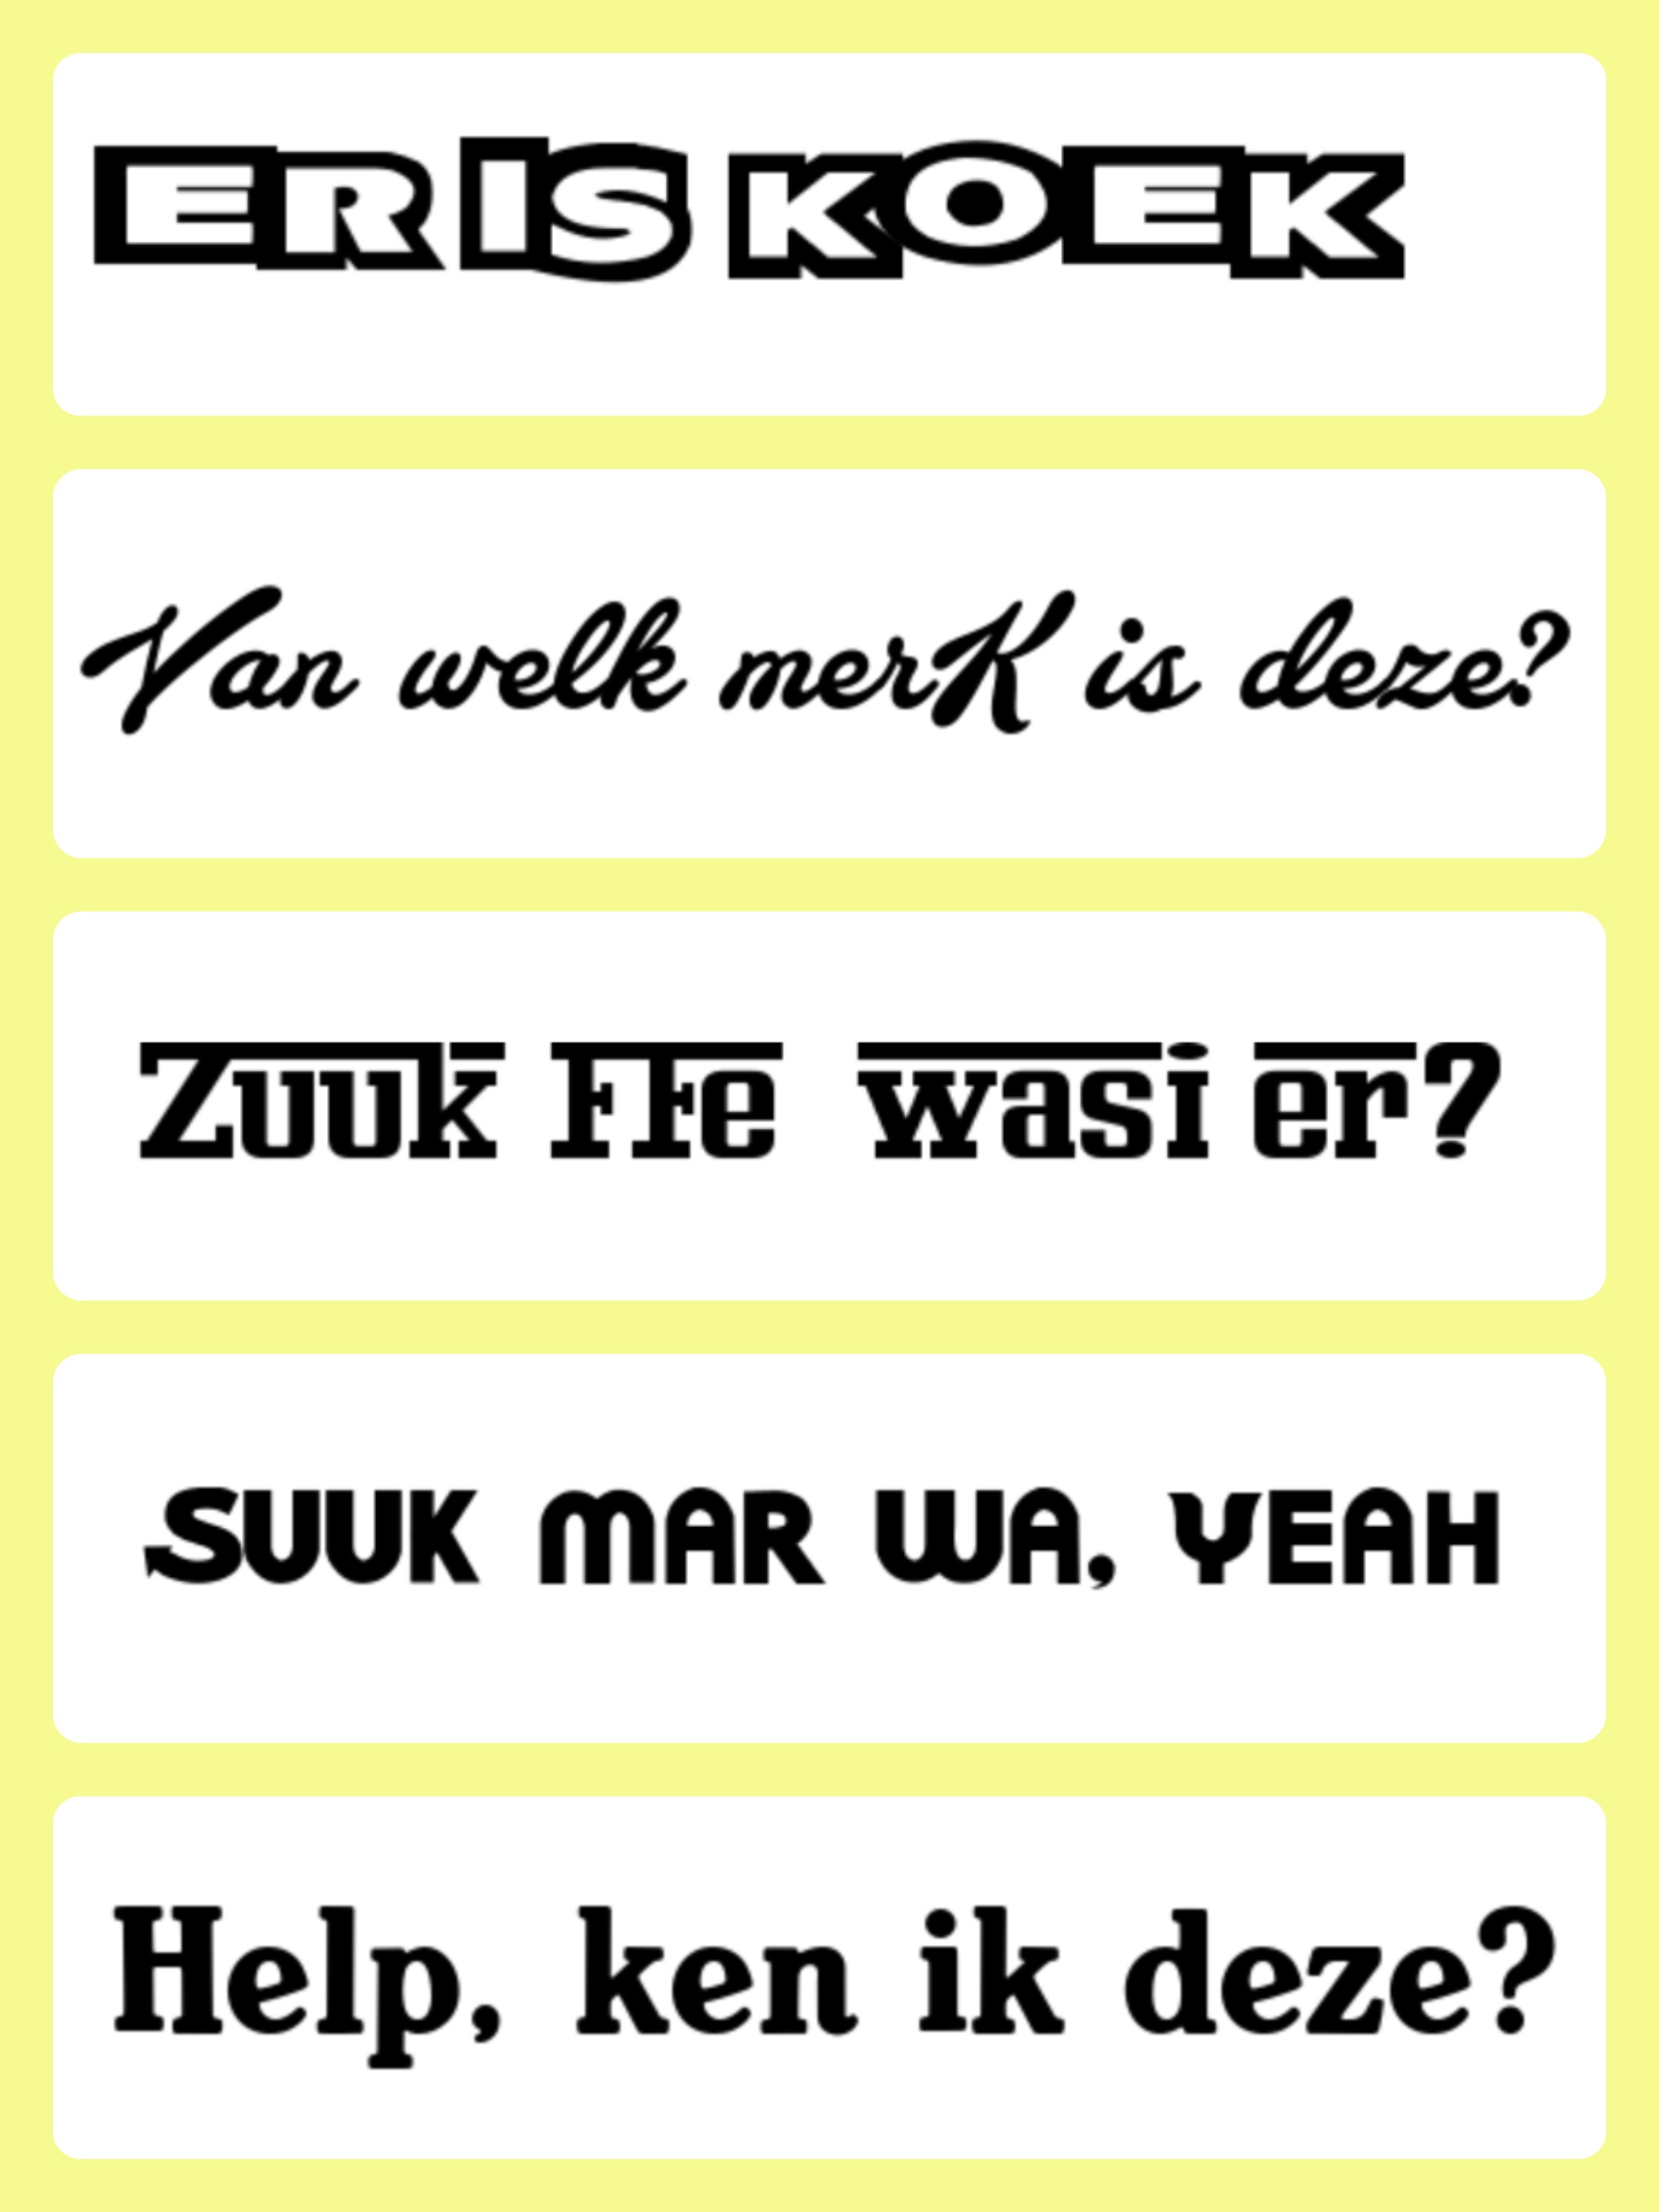 ER IS KOEK
Van welk merK is deze?
Zuuk FFe wasi er?
SUUK MAR WA, YEAH
Help, ken ik deze?